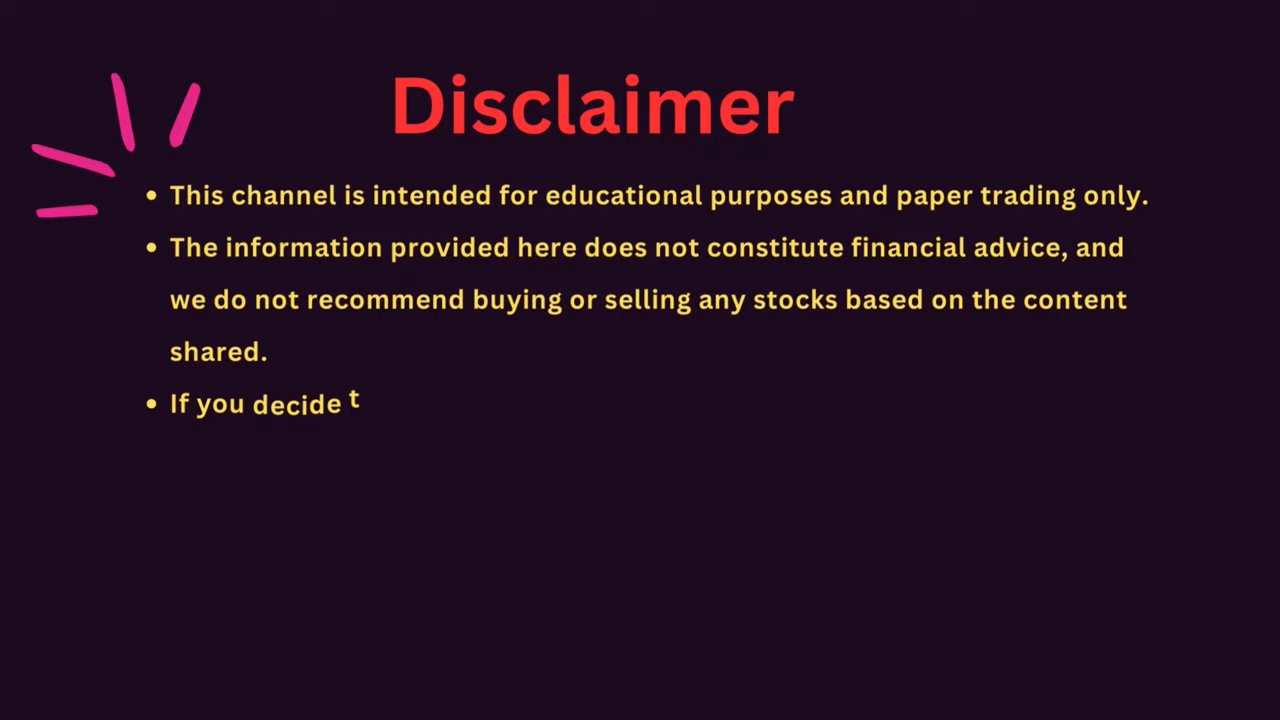 Disclaimer
• This channel is intended for educational purposes and paper trading only.
• The information provided here does not constitute financial advice, and
we do not recommend buying or selling any stocks based on the content
shared.
• If you decide t